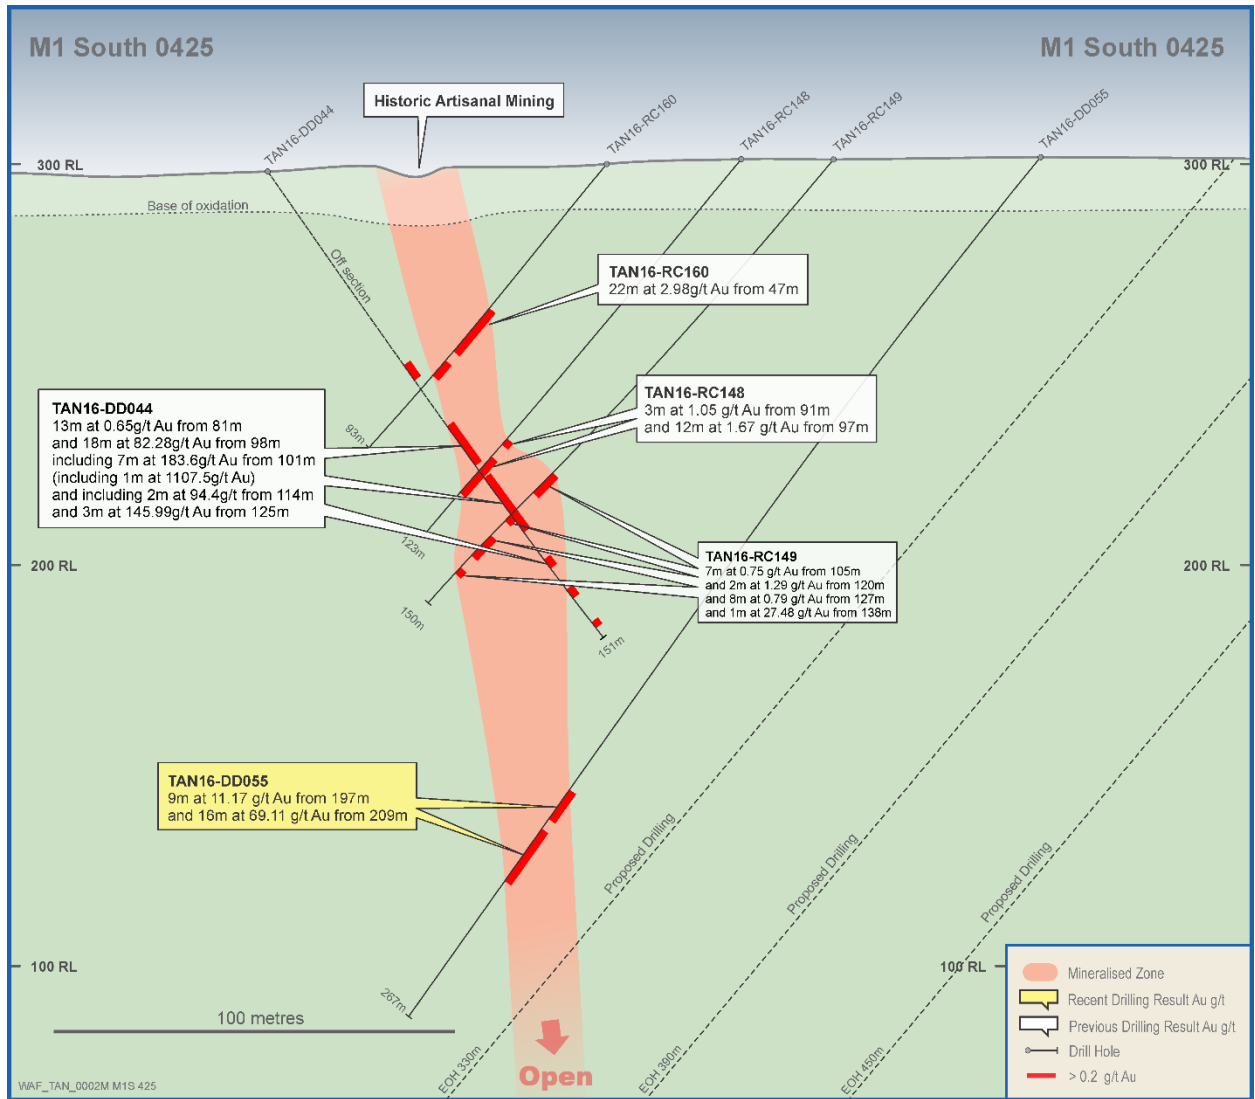 M1 South 0425
M1 South 0425
Historic Artisanal Mining
TAN16-DD044
TAN16-RC160
TAN16-RC148
TAN16-RC149
TAN16-DD055
300 RL
300 RL
Base of oxidation
Off section
TAN16-RC160
22m at 2.98g/t Au from 47m
TAN16-RC148
3m at 1.05 g/t Au from 91m
and 12m at 1.67 g/t Au from 97m
TAN16-DD044
13m at 0.65g/t Au from 81m
and 18m at 82.28g/t Au from 98m
including 7m at 183.6g/t Au from 101m
(including 1m at 1107.5g/t Au)
and including 2m at 94.4g/t from 114m
and 3m at 145.99g/t Au from 125m
93m
123m
150m
151m
TAN16-RC149
7m at 0.75 g/t Au from 105m
and 2m at 1.29 g/t Au from 120m
and 8m at 0.79 g/t Au from 127m
and 1m at 27.48 g/t Au from 138m
200 RL
200 RL
TAN16-DD055
9m at 11.17 g/t Au from 197m
and 16m at 69.11 g/t Au from 209m
Proposed Drilling
Proposed Drilling
Proposed Drilling
100 RL
100 RL
267m
100 metres
Open
EOH 330m
EOH 390m
EOH 450m
Mineralised Zone
Recent Drilling Result Au g/t
Previous Drilling Result Au g/t
Drill Hole
> 0.2 g/t Au
WAF_TAN_0002M M1S 425